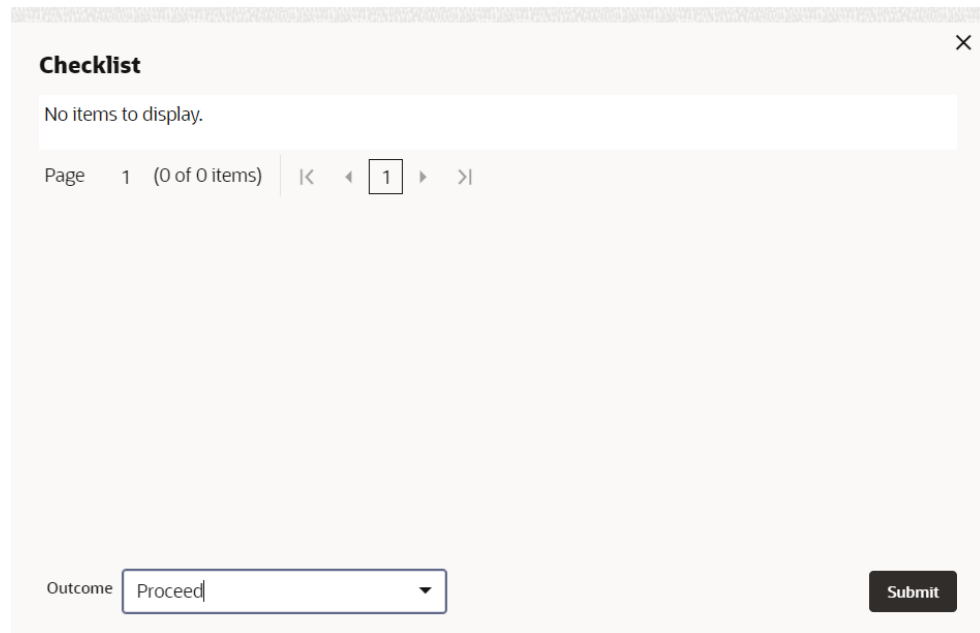 Checklist
No items to display.
Page 1 (0 of 0 items) 1
Outcome Proceed Submit